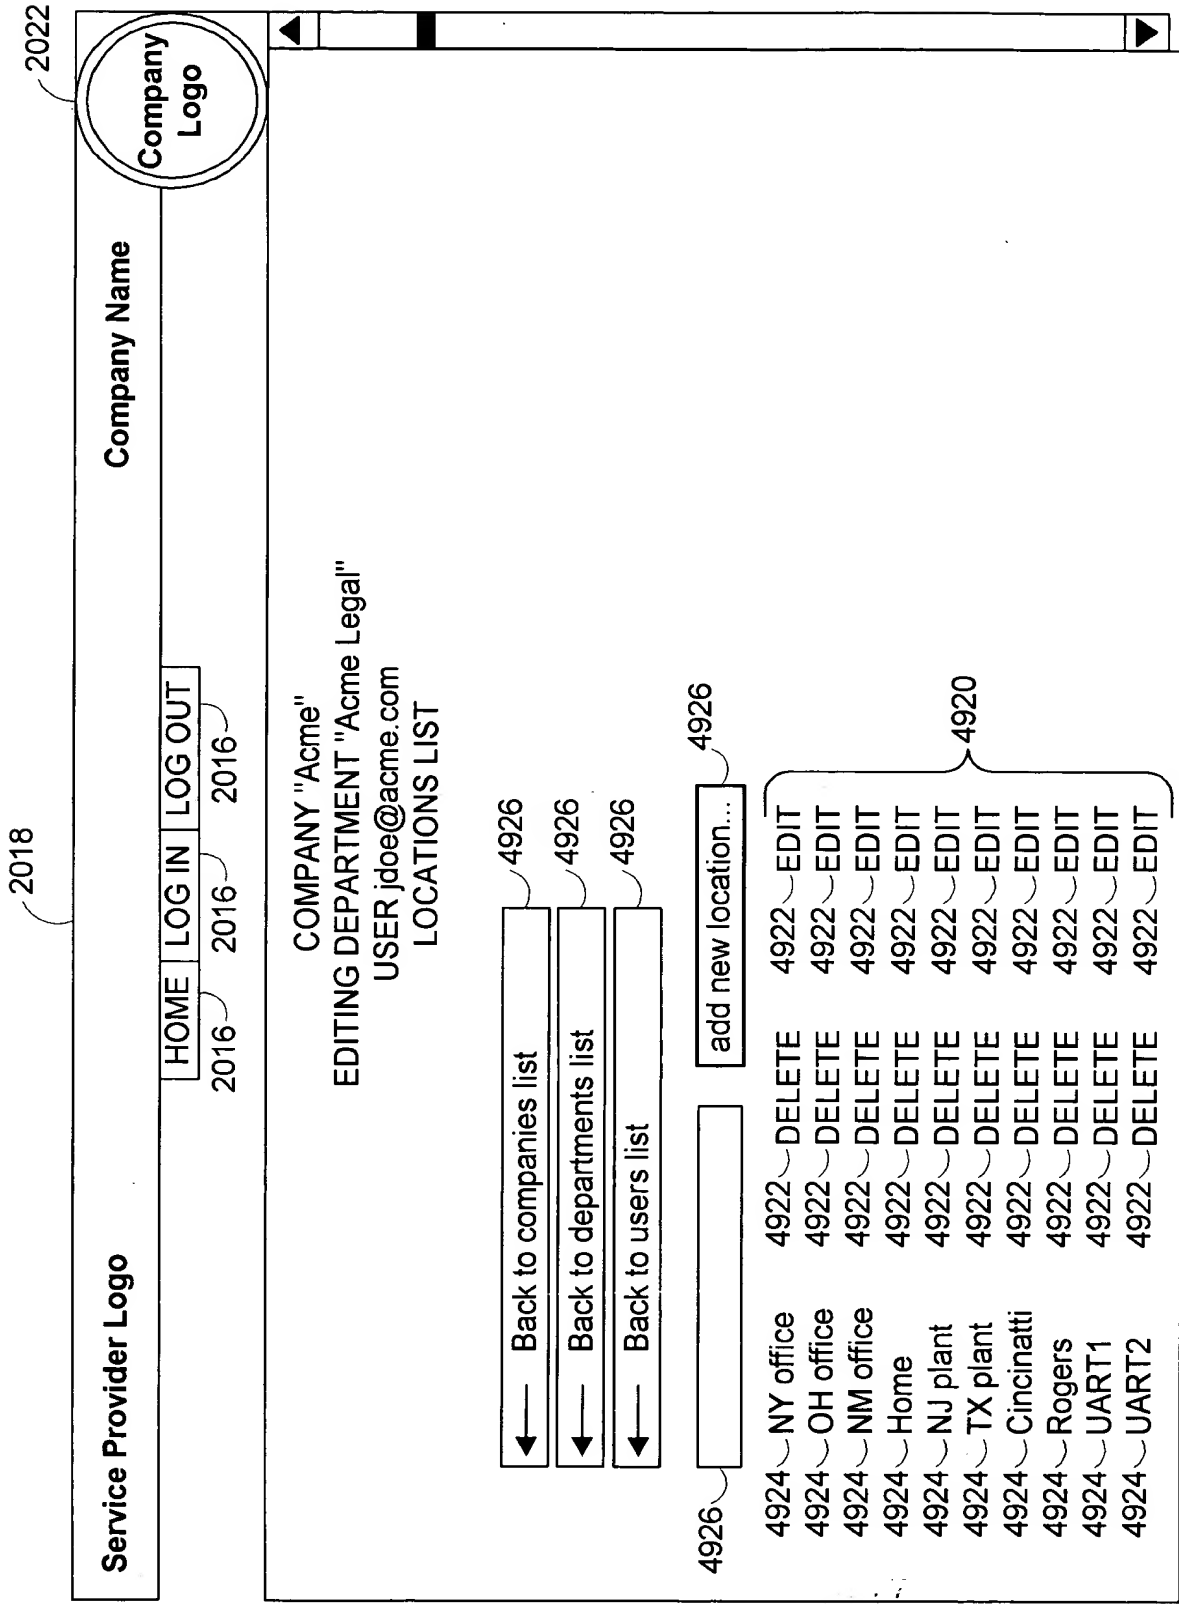 2018
2022
Service Provider Logo
Company Name
Company
Logo
HOME
LOG IN
LOG OUT
2016
2016
2016
COMPANY "Acme"
EDITING DEPARTMENT "Acme Legal"
USER jdoe@acme.com
LOCATIONS LIST
Back to companies list
4926
Back to departments list
4926
Back to users list
4926
4926
add new location...
4926
4924 NY office 4922 DELETE 4922 EDIT
4924 OH office 4922 DELETE 4922 EDIT
4924 NM office 4922 DELETE 4922 EDIT
4924 Home 4922 DELETE 4922 EDIT
4924 NJ plant 4922 DELETE 4922 EDIT
4924 TX plant 4922 DELETE 4922 EDIT
4924 Cincinatti 4922 DELETE 4922 EDIT
4924 Rogers 4922 DELETE 4922 EDIT
4924 UART1 4922 DELETE 4922 EDIT
4924 UART2 4922 DELETE 4922 EDIT
4920